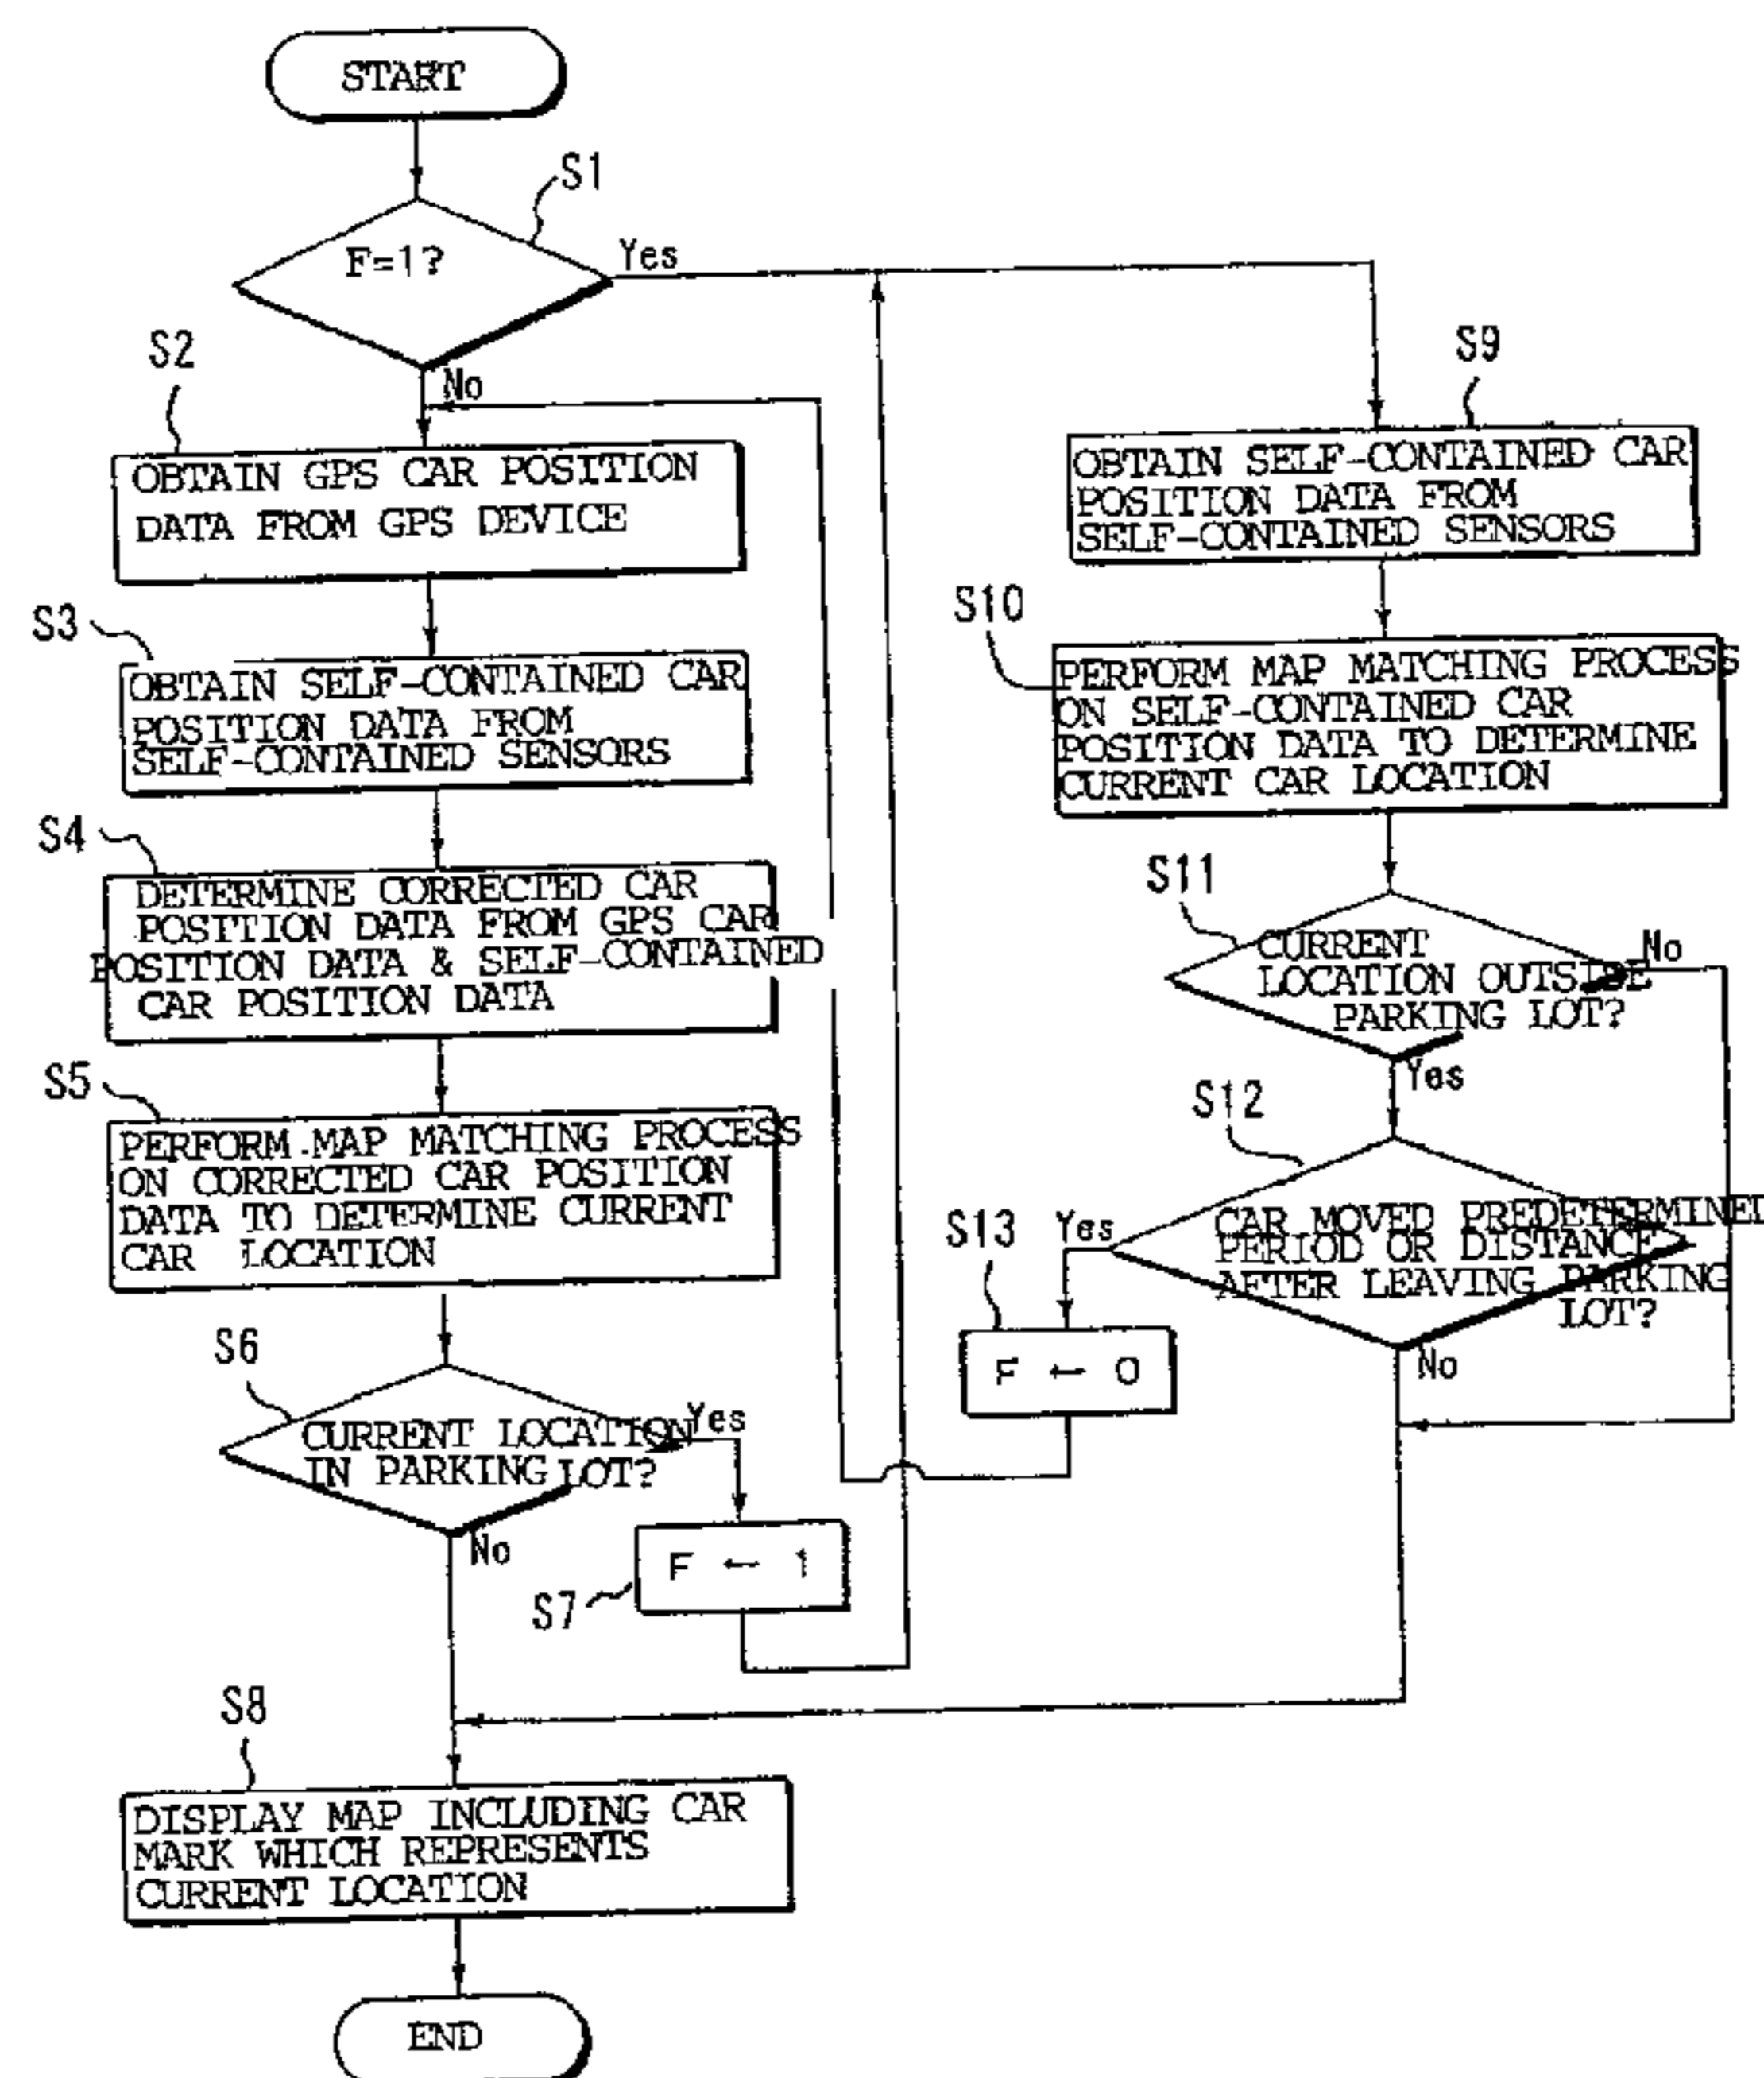 START
S1
F=1?
Yes
No
S2
OBTAIN GPS CAR POSITION
DATA FROM GPS DEVICE
S3
OBTAIN SELF-CONTAINED CAR
POSITION DATA FROM
SELF-CONTAINED SENSORS
S4
DETERMINE CORRECTED CAR
POSITION DATA FROM GPS CAR
POSITION DATA & SELF-CONTAINED
CAR POSITION DATA
S5
PERFORM MAP MATCHING PROCESS
ON CORRECTED CAR POSITION
DATA TO DETERMINE CURRENT
CAR LOCATION
S6
CURRENT LOCATION
IN PARKING LOT?
Yes
No
S7
F ← 1
S8
DISPLAY MAP INCLUDING CAR
MARK WHICH REPRESENTS
CURRENT LOCATION
END
S9
OBTAIN SELF-CONTAINED CAR
POSITION DATA FROM
SELF-CONTAINED SENSORS
S10
PERFORM MAP MATCHING PROCESS
ON SELF-CONTAINED CAR
POSITION DATA TO DETERMINE
CURRENT CAR LOCATION
S11
CURRENT
LOCATION OUTSIDE
PARKING LOT?
No
Yes
S12
CAR MOVED PREDETERMINED
PERIOD OR DISTANCE
AFTER LEAVING PARKING
LOT?
Yes
No
S13
F ← 0